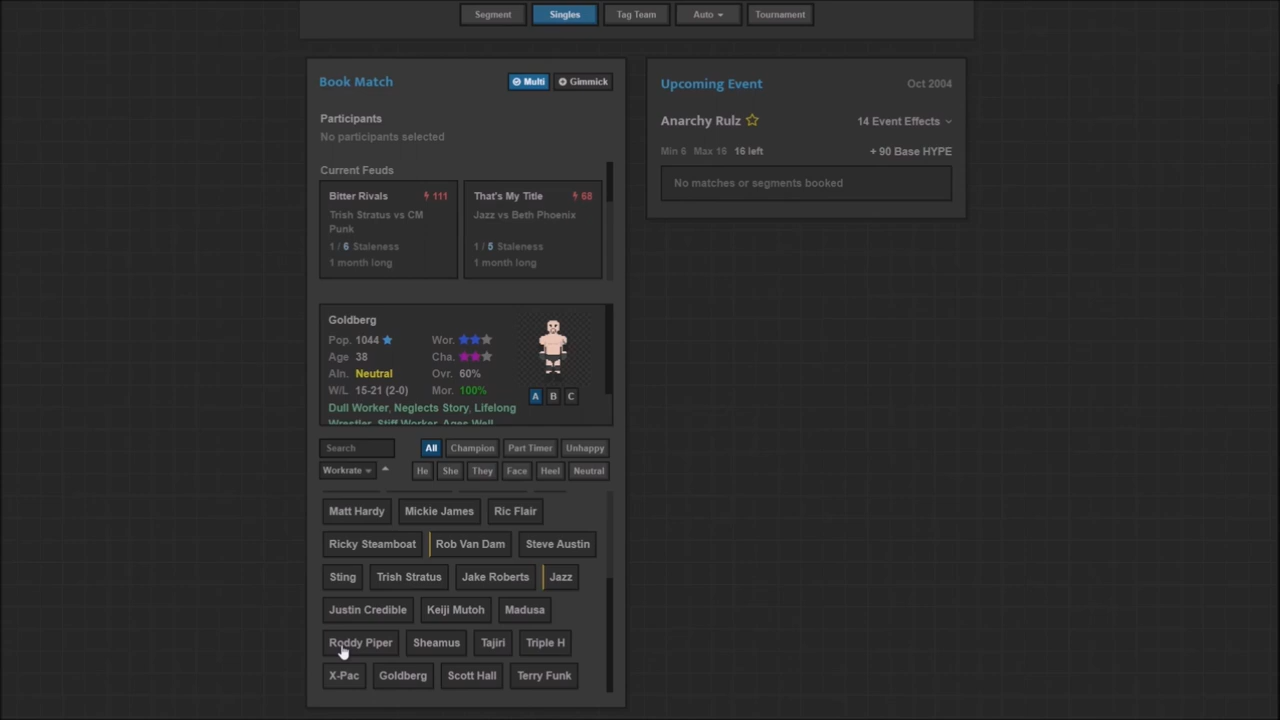 Segment Singles Tag Team Auto Tournament
Book Match Multi Gimmick
Participants
No participants selected
Current Feuds
Bitter Rivals 111
Trish Stratus vs CM
Punk
1 / 6 Staleness
1 month long
That's My Title 68
Jazz vs Beth Phoenix
1 / 5 Staleness
1 month long
Goldberg
Pop. 1044 Wor.
Age 38 Cha.
Aln. Neutral Ovr. 60%
W/L 15-21 (2-0) Mor. 100%
A B C
Dull Worker, Neglects Story, Lifelong
Wrestler, Stiff Worker, Ages Well
Search All Champion Part Timer Unhappy
Workrate He She They Face Heel Neutral
Matt Hardy Mickie James Ric Flair
Ricky Steamboat Rob Van Dam Steve Austin
Sting Trish Stratus Jake Roberts Jazz
Justin Credible Keiji Mutoh Madusa
Roddy Piper Sheamus Tajiri Triple H
X-Pac Goldberg Scott Hall Terry Funk
Upcoming Event Oct 2004
Anarchy Rulz 14 Event Effects
Min 6 Max 16 16 left + 90 Base HYPE
No matches or segments booked